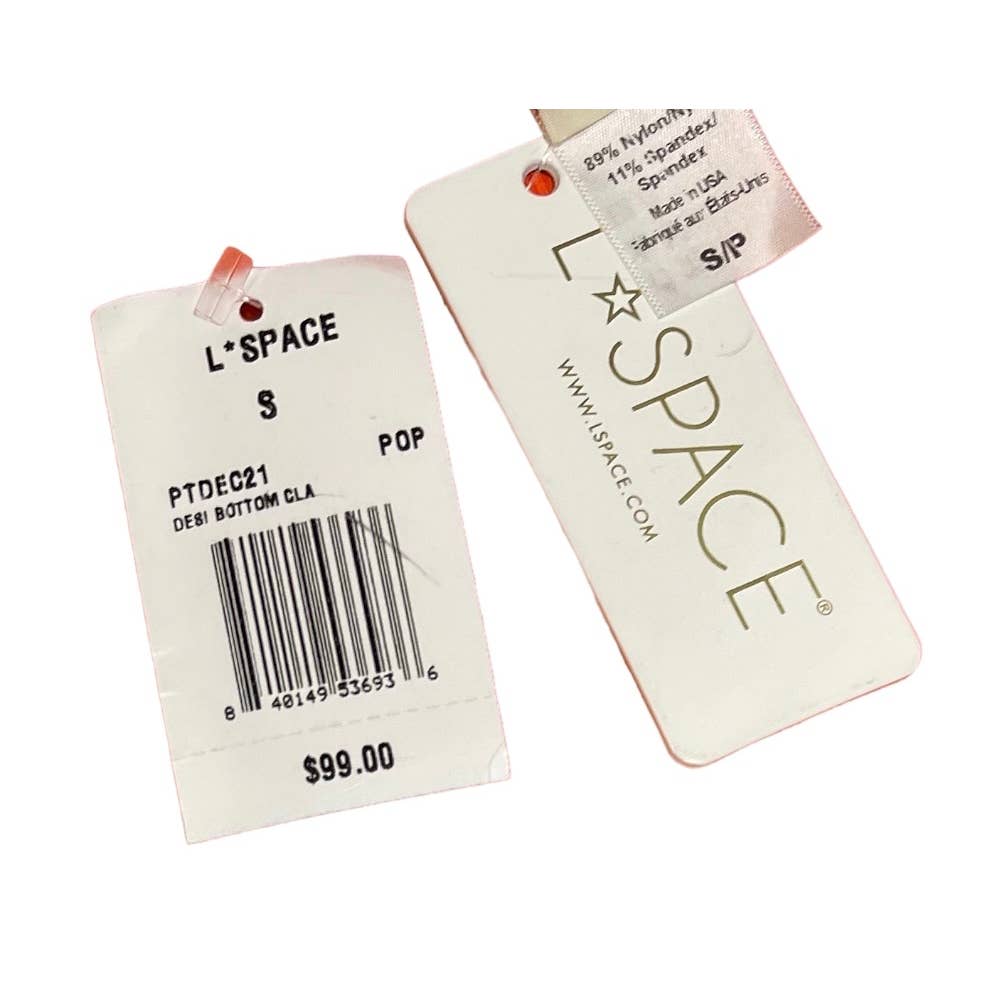 L*SPACE
S
POP
PTDEC21
DESI BOTTOM CLA
8 40149 53693 6
$99.00
89% Nylon/
11% Spandex/
Spandex
Made in USA
Fabriqué aux États-Unis
S/P
L☆SPACE®
WWW.LSPACE.COM